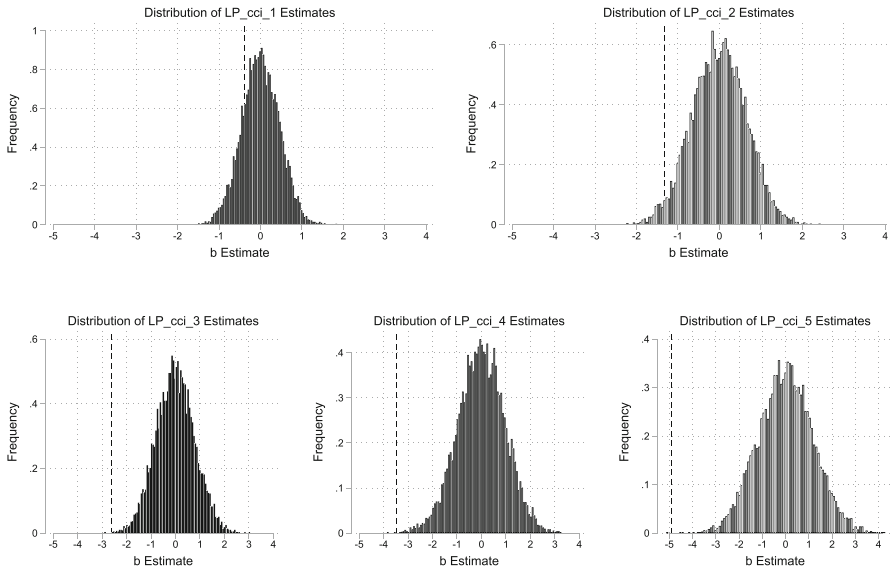 Distribution of LP_cci_1 Estimates
1
.8
.6
.4
.2
0
Frequency
-5 -4 -3 -2 -1 0 1 2 3 4
b Estimate
Distribution of LP_cci_2 Estimates
.6
.4
.2
0
Frequency
-5 -4 -3 -2 -1 0 1 2 3 4
b Estimate
Distribution of LP_cci_3 Estimates
.6
.4
.2
0
Frequency
-5 -4 -3 -2 -1 0 1 2 3 4
b Estimate
Distribution of LP_cci_4 Estimates
.4
.3
.2
.1
0
Frequency
-5 -4 -3 -2 -1 0 1 2 3 4
b Estimate
Distribution of LP_cci_5 Estimates
.4
.3
.2
.1
0
Frequency
-5 -4 -3 -2 -1 0 1 2 3 4
b Estimate